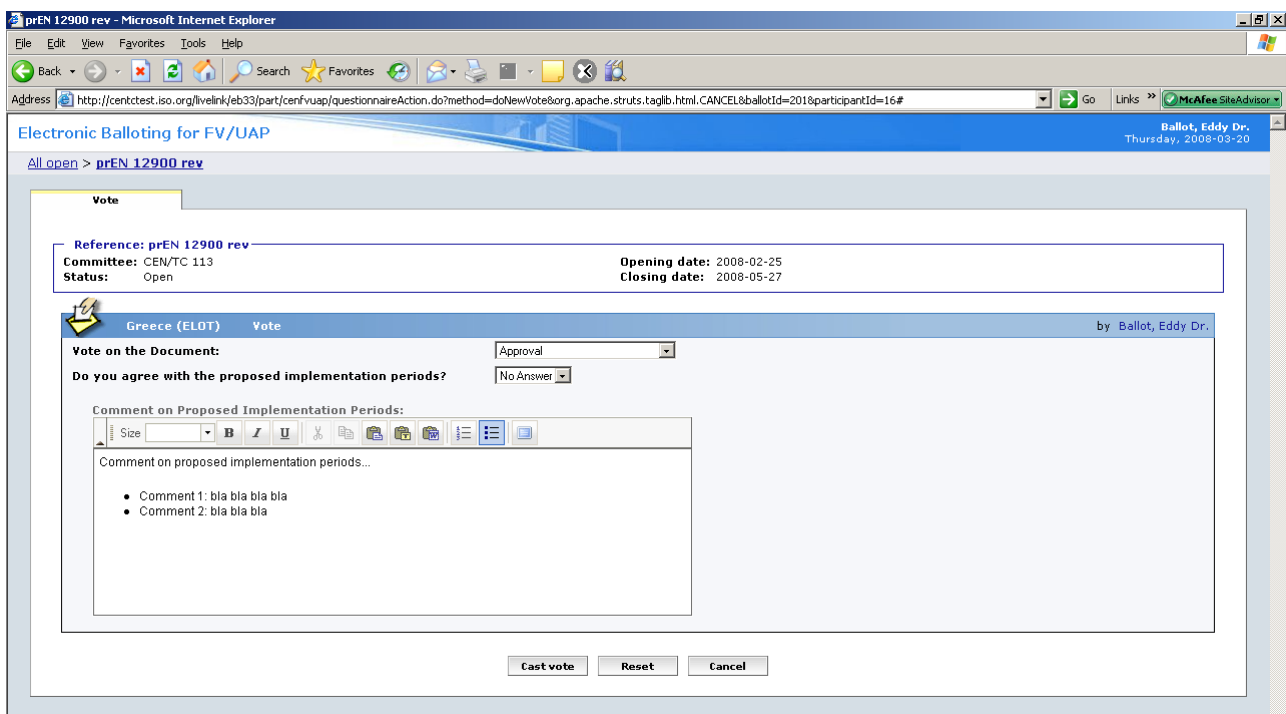 prEN 12900 rev - Microsoft Internet Explorer
File Edit View Favorites Tools Help
Back Search Favorites
Address http://centctest.iso.org/livelink/eb33/part/cenfvuap/questionnaireAction.do?method=doNewVote&org.apache.struts.taglib.html.CANCEL&ballotId=201&participantId=16# Go Links » McAfee SiteAdvisor
Electronic Balloting for FV/UAP
Ballot, Eddy Dr.
Thursday, 2008-03-20
All open > prEN 12900 rev
Vote
Reference: prEN 12900 rev
Committee: CEN/TC 113 Opening date: 2008-02-25
Status: Open Closing date: 2008-05-27
Greece (ELOT) Vote by Ballot, Eddy Dr.
Vote on the Document: Approval
Do you agree with the proposed implementation periods? No Answer
Comment on Proposed Implementation Periods:
Size B I U
Comment on proposed implementation periods...
• Comment 1: bla bla bla bla
• Comment 2: bla bla bla
Cast vote Reset Cancel